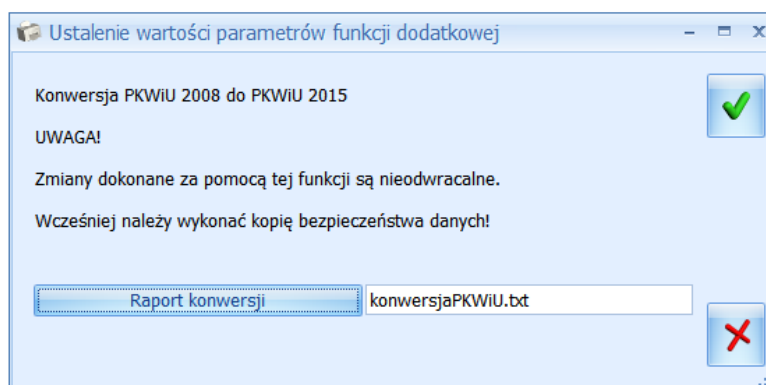 Ustalenie wartości parametrów funkcji dodatkowej
Konwersja PKWiU 2008 do PKWiU 2015
UWAGA!
Zmiany dokonane za pomocą tej funkcji są nieodwracalne.
Wcześniej należy wykonać kopię bezpieczeństwa danych!
Raport konwersji konwersjaPKWiU.txt